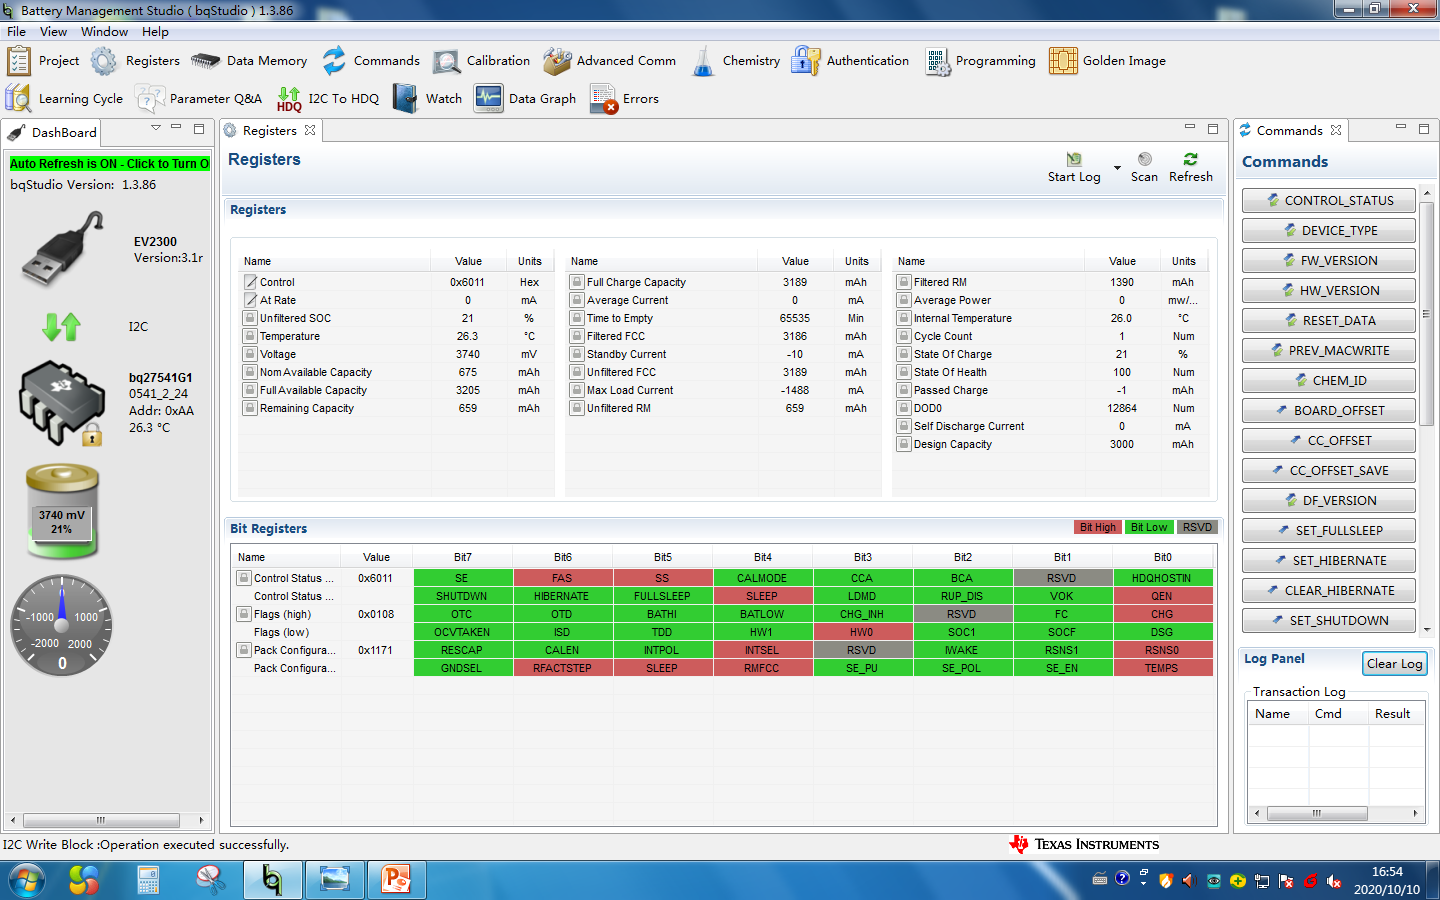 Battery Management Studio ( bqStudio ) 1.3.86
File View Window Help
Project Registers Data Memory Commands Calibration Advanced Comm Chemistry Authentication Programming Golden Image
Learning Cycle Parameter Q&A HDQ I2C To HDQ Watch Data Graph Errors
DashBoard
Auto Refresh is ON - Click to Turn O
bqStudio Version: 1.3.86
EV2300
Version:3.1r
I2C
bq27541G1
0541_2_24
Addr: 0xAA
26.3 °C
3740 mV
21%
-1000 1000
-2000 2000
0
Registers
Registers
Start Log Scan Refresh
Registers
Name Value Units Name Value Units Name Value Units
Control 0x6011 Hex Full Charge Capacity 3189 mAh Filtered RM 1390 mAh
At Rate 0 mA Average Current 0 mA Average Power 0 mw/...
Unfiltered SOC 21 % Time to Empty 65535 Min Internal Temperature 26.0 °C
Temperature 26.3 °C Filtered FCC 3186 mAh Cycle Count 1 Num
Voltage 3740 mV Standby Current -10 mA State Of Charge 21 %
Nom Available Capacity 675 mAh Unfiltered FCC 3189 mAh State Of Health 100 Num
Full Available Capacity 3205 mAh Max Load Current -1488 mA Passed Charge -1 mAh
Remaining Capacity 659 mAh Unfiltered RM 659 mAh DOD0 12864 Num
Self Discharge Current 0 mA
Design Capacity 3000 mAh
Bit Registers
Bit High Bit Low RSVD
Name Value Bit7 Bit6 Bit5 Bit4 Bit3 Bit2 Bit1 Bit0
Control Status ... 0x6011 SE FAS SS CALMODE CCA BCA RSVD HDQHOSTIN
Control Status ... SHUTDWN HIBERNATE FULLSLEEP SLEEP LDMD RUP_DIS VOK QEN
Flags (high) 0x0108 OTC OTD BATHI BATLOW CHG_INH RSVD FC CHG
Flags (low) OCVTAKEN ISD TDD HW1 HW0 SOC1 SOCF DSG
Pack Configura... 0x1171 RESCAP CALEN INTPOL INTSEL RSVD IWAKE RSNS1 RSNS0
Pack Configura... GNDSEL RFACTSTEP SLEEP RMFCC SE_PU SE_POL SE_EN TEMPS
Commands
Commands
CONTROL_STATUS
DEVICE_TYPE
FW_VERSION
HW_VERSION
RESET_DATA
PREV_MACWRITE
CHEM_ID
BOARD_OFFSET
CC_OFFSET
CC_OFFSET_SAVE
DF_VERSION
SET_FULLSLEEP
SET_HIBERNATE
CLEAR_HIBERNATE
SET_SHUTDOWN
Log Panel
Clear Log
Transaction Log
Name Cmd Result
I2C Write Block :Operation executed successfully.
TEXAS INSTRUMENTS
16:54
2020/10/10